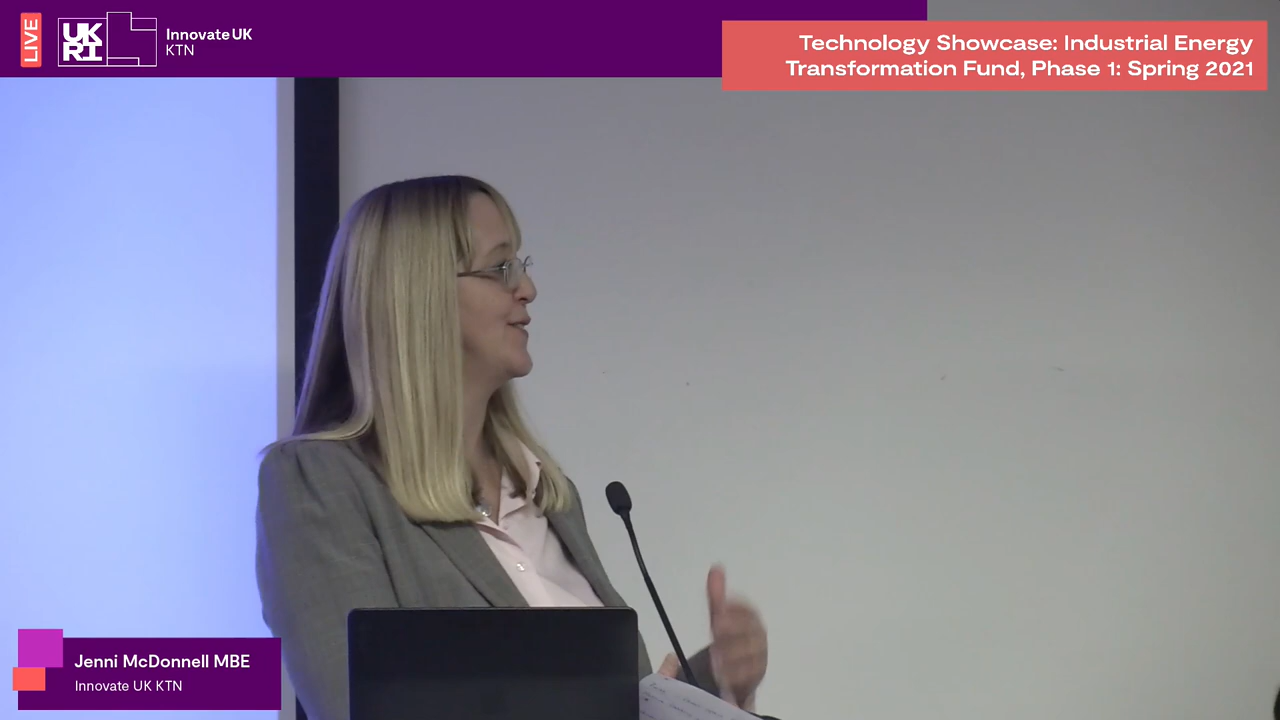 LIVE
UK
RI
Innovate UK
KTN
Technology Showcase: Industrial Energy
Transformation Fund, Phase 1: Spring 2021
Jenni McDonnell MBE
Innovate UK KTN